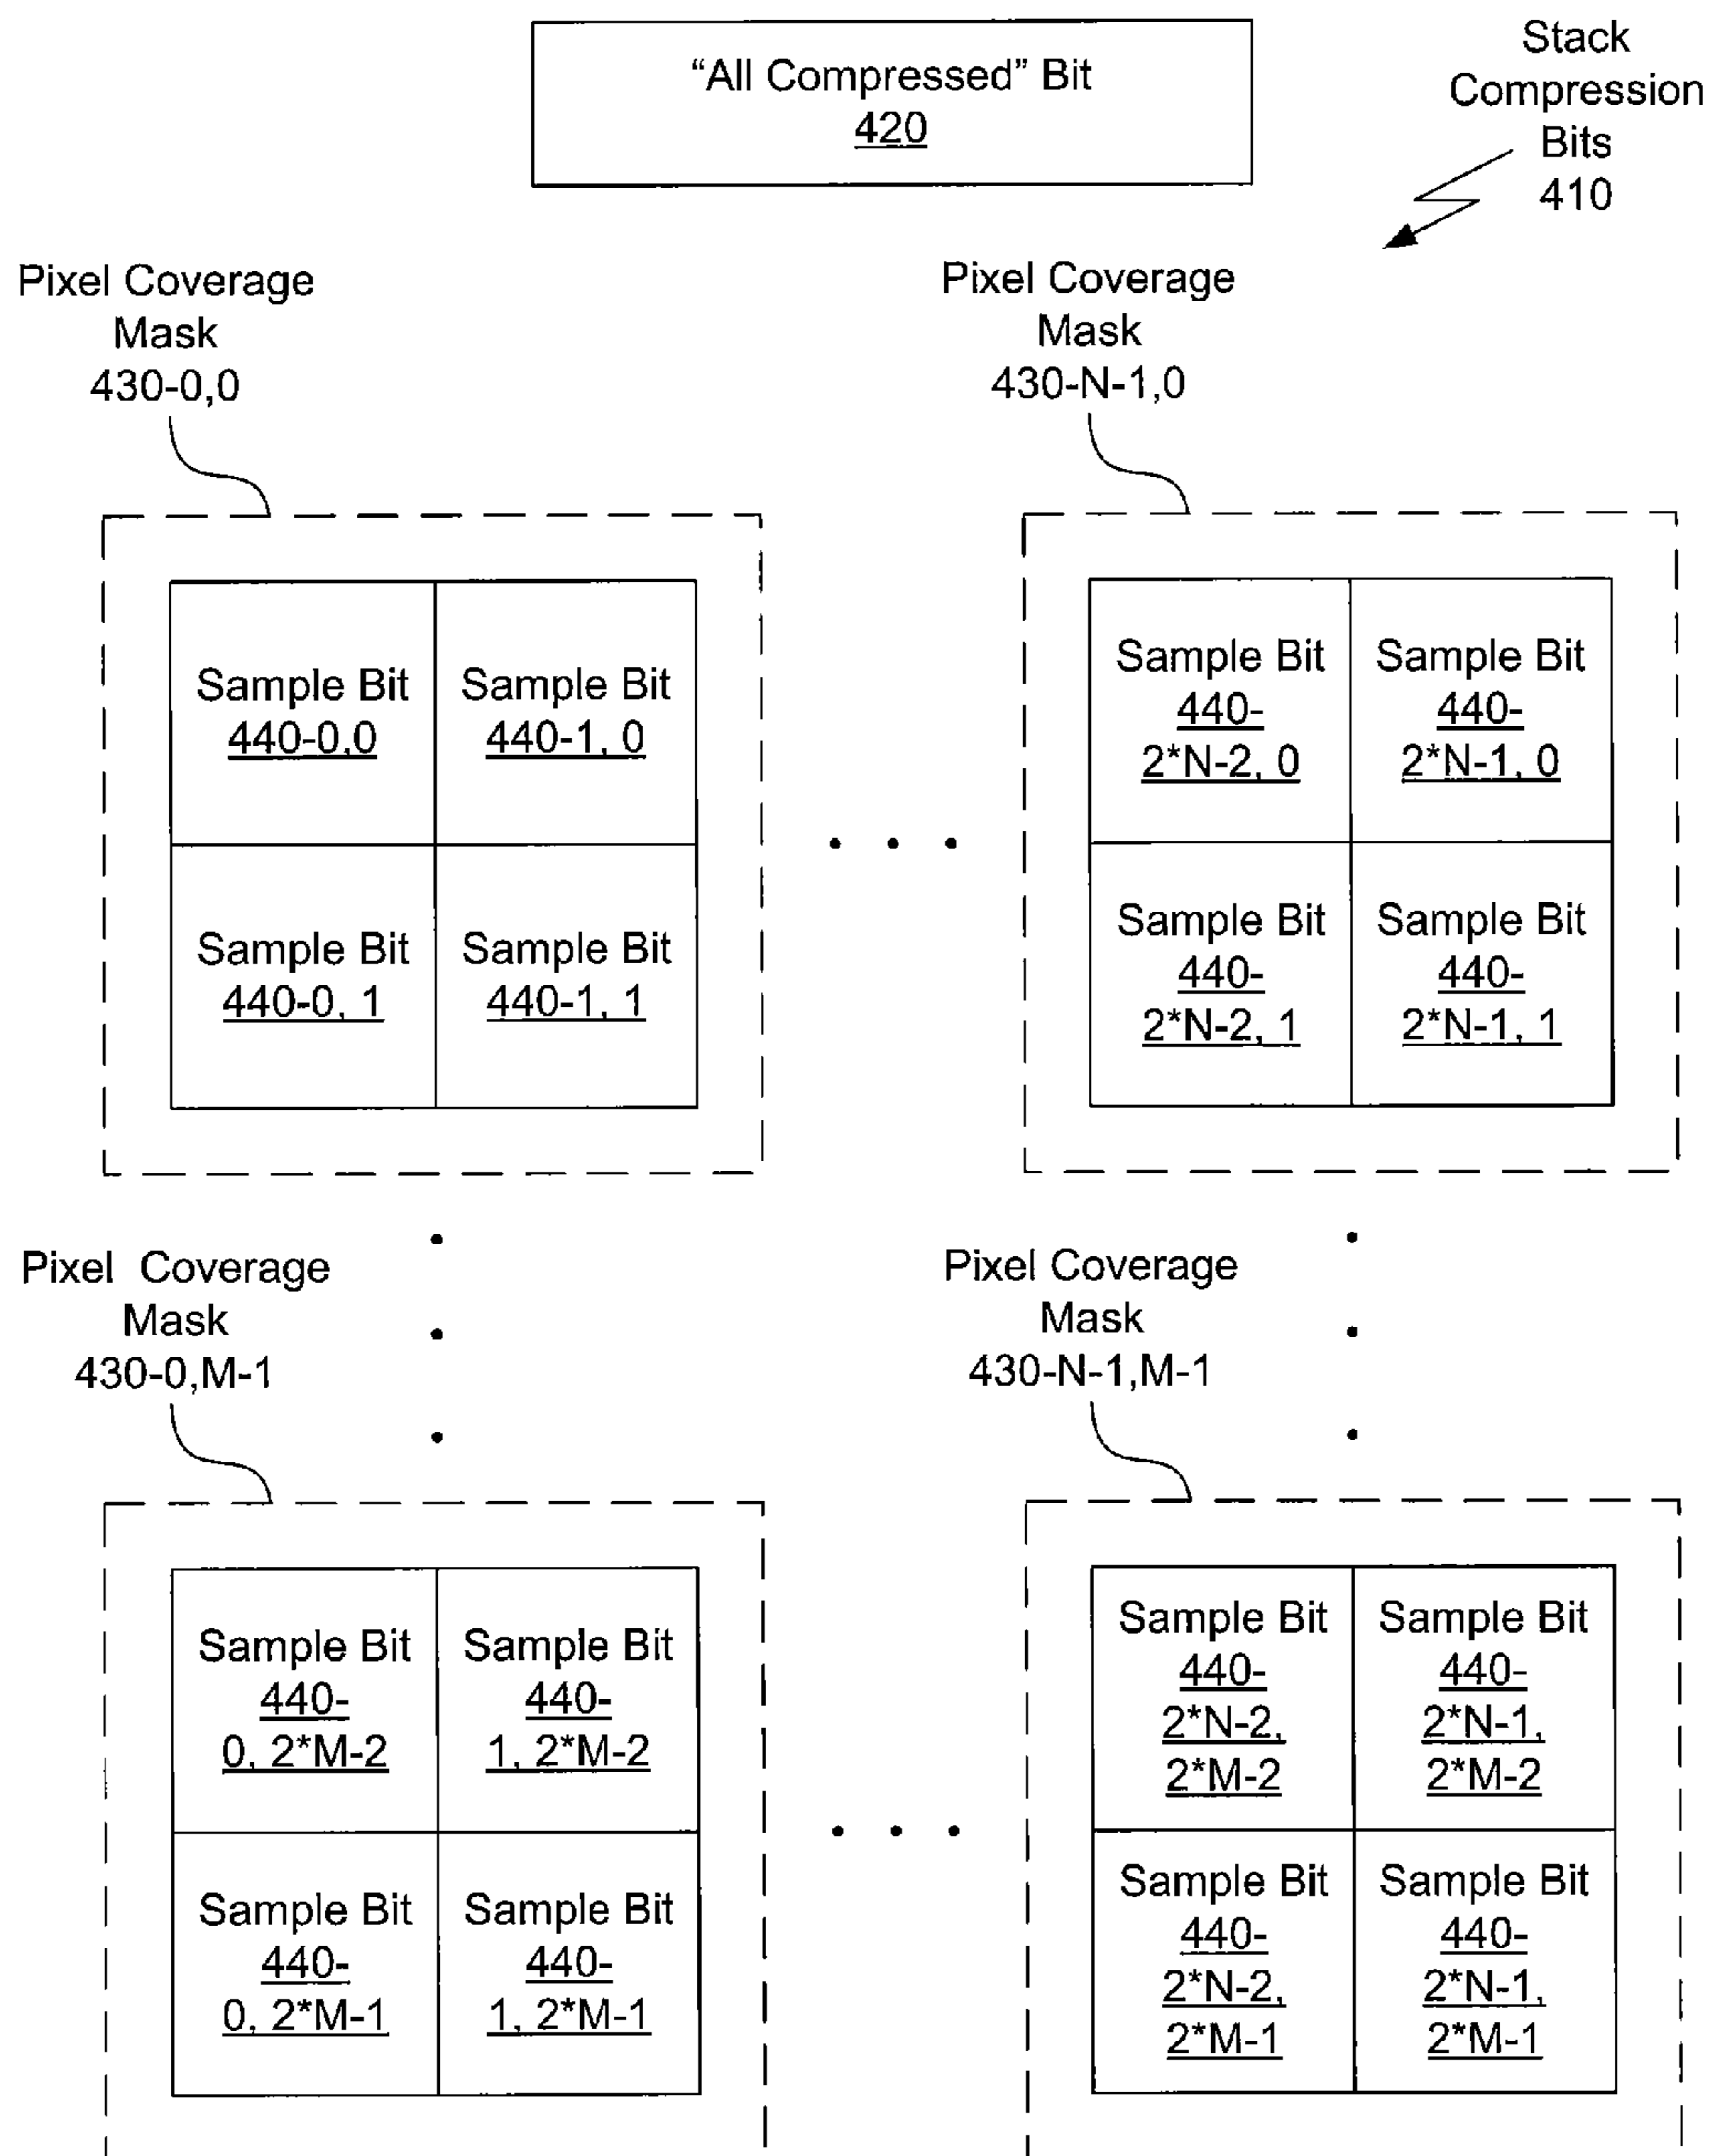 “All Compressed” Bit
420
Stack
Compression
Bits
410
Pixel Coverage
Mask
430-0,0
Pixel Coverage
Mask
430-N-1,0
Sample Bit
440-0,0
Sample Bit
440-1, 0
Sample Bit
440-0, 1
Sample Bit
440-1, 1
Sample Bit
440-
2*N-2, 0
Sample Bit
440-
2*N-1, 0
Sample Bit
440-
2*N-2, 1
Sample Bit
440-
2*N-1, 1
Pixel Coverage
Mask
430-0,M-1
Pixel Coverage
Mask
430-N-1,M-1
Sample Bit
440-
0, 2*M-2
Sample Bit
440-
1, 2*M-2
Sample Bit
440-
0, 2*M-1
Sample Bit
440-
1, 2*M-1
Sample Bit
440-
2*N-2,
2*M-2
Sample Bit
440-
2*N-1,
2*M-2
Sample Bit
440-
2*N-2,
2*M-1
Sample Bit
440-
2*N-1,
2*M-1